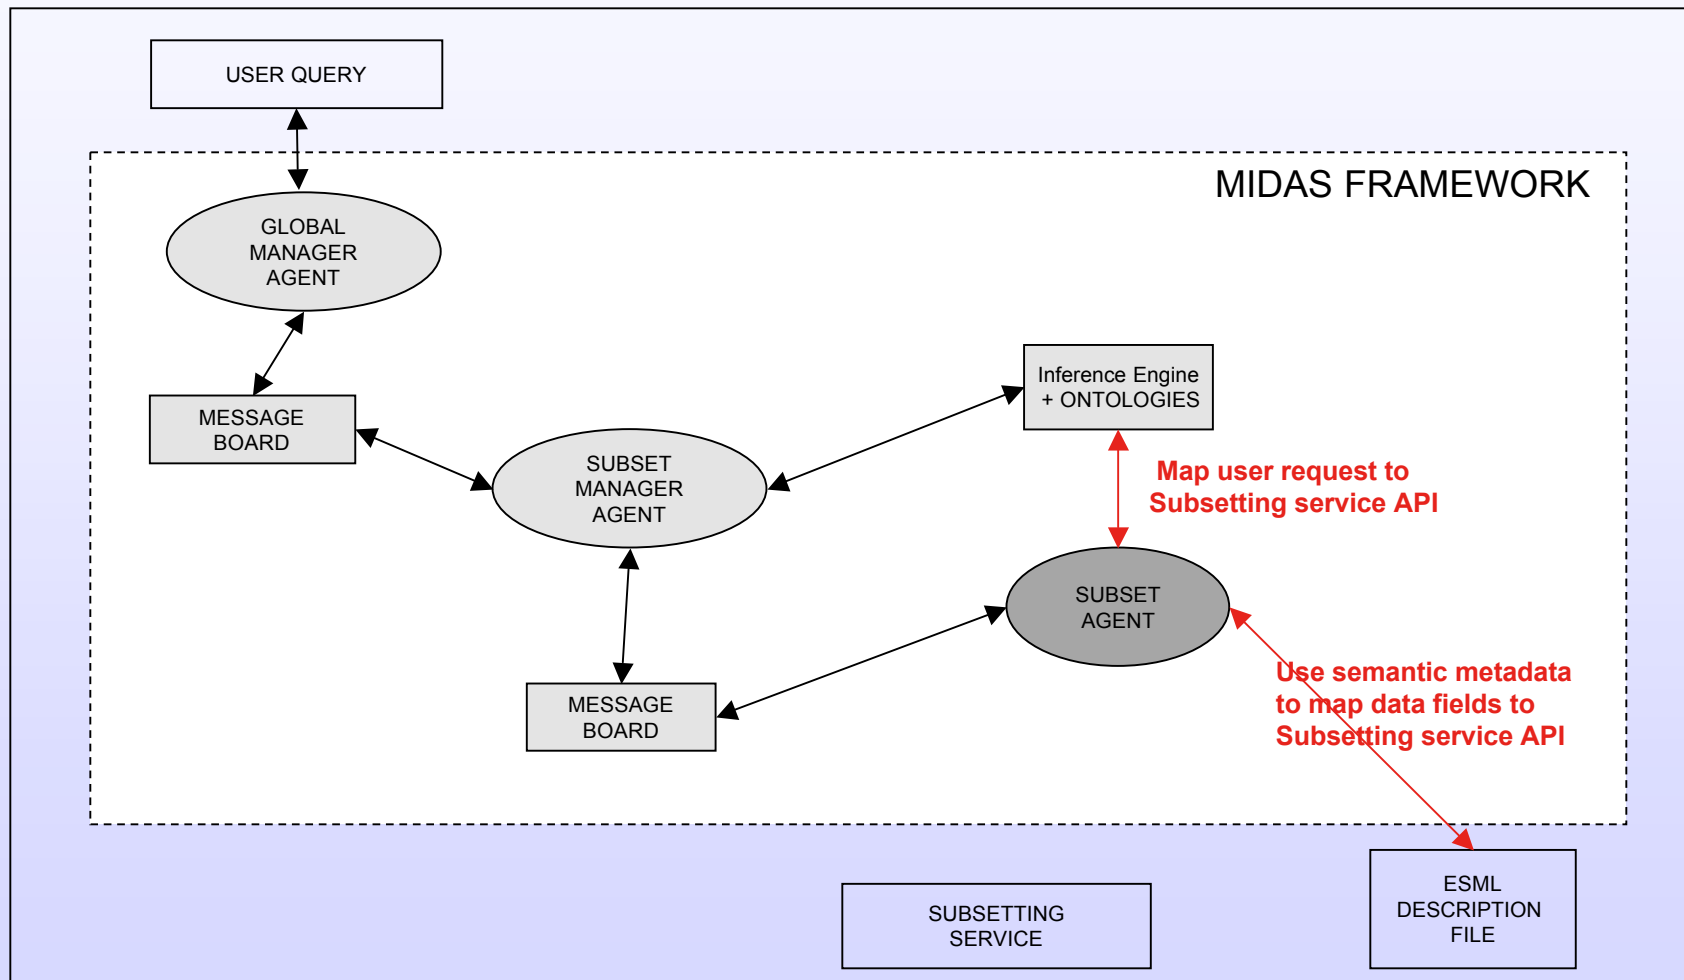 USER QUERY
MIDAS FRAMEWORK
GLOBAL
MANAGER
AGENT
MESSAGE
BOARD
SUBSET
MANAGER
AGENT
Inference Engine
+ ONTOLOGIES
Map user request to
Subsetting service API
SUBSET
AGENT
Use semantic metadata
to map data fields to
Subsetting service API
MESSAGE
BOARD
SUBSETTING
SERVICE
ESML
DESCRIPTION
FILE